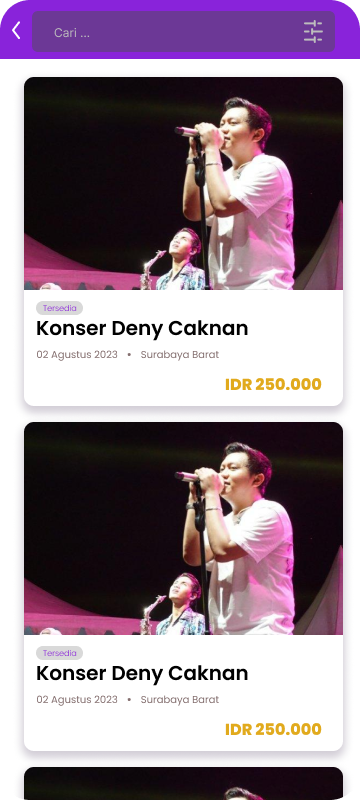 Cari ...
Tersedia
Konser Deny Caknan
02 Agustus 2023 • Surabaya Barat
IDR 250.000
Tersedia
Konser Deny Caknan
02 Agustus 2023 • Surabaya Barat
IDR 250.000